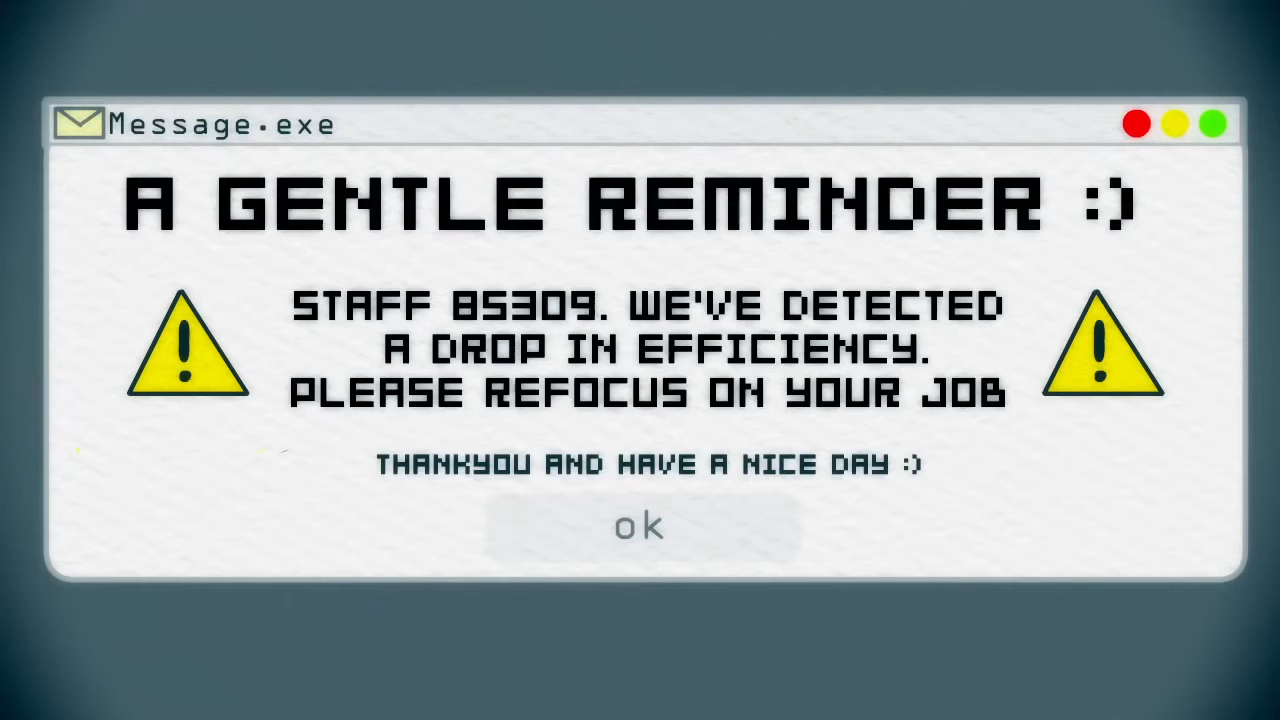 Message.exe
A GENTLE REMINDER :)
STAFF 85309. WE'VE DETECTED
A DROP IN EFFICIENCY.
PLEASE REFOCUS ON YOUR JOB
THANKYOU AND HAVE A NICE DAY :)
ok